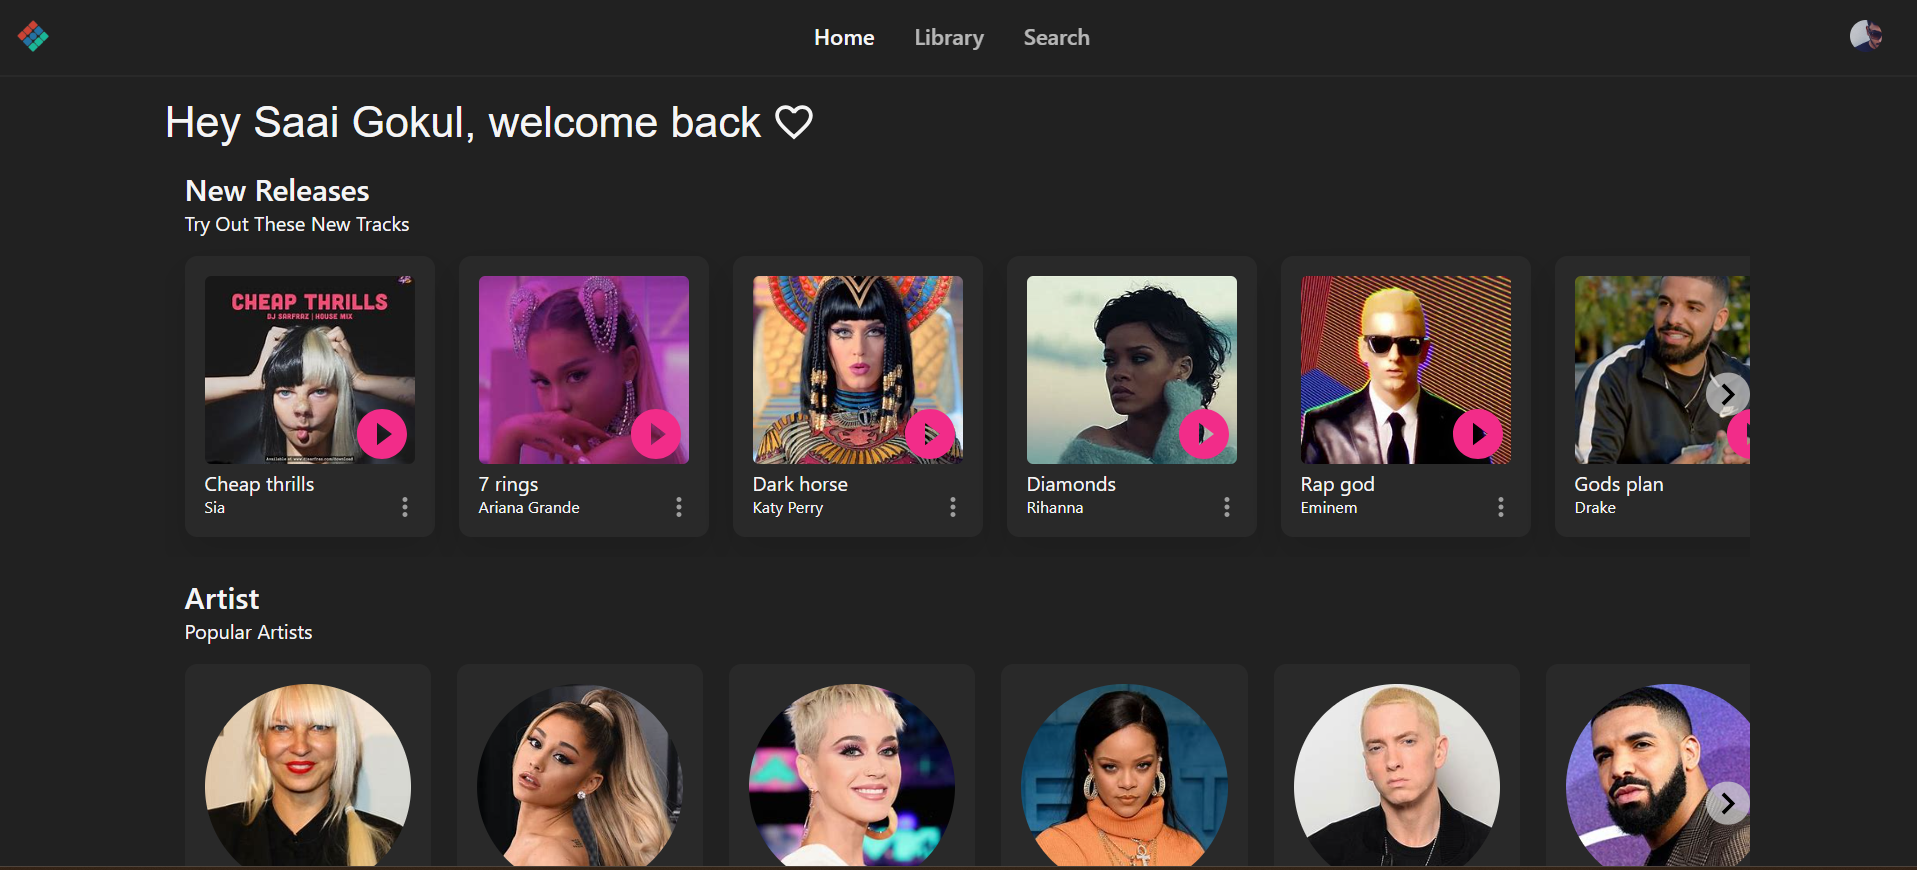 Home Library Search
Hey Saai Gokul, welcome back
New Releases
Try Out These New Tracks
CHEAP THRILLS
DJ SARFRAZ | HOUSE MIX
Cheap thrills
Sia
7 rings
Ariana Grande
Dark horse
Katy Perry
Diamonds
Rihanna
Rap god
Eminem
Gods plan
Drake
Artist
Popular Artists